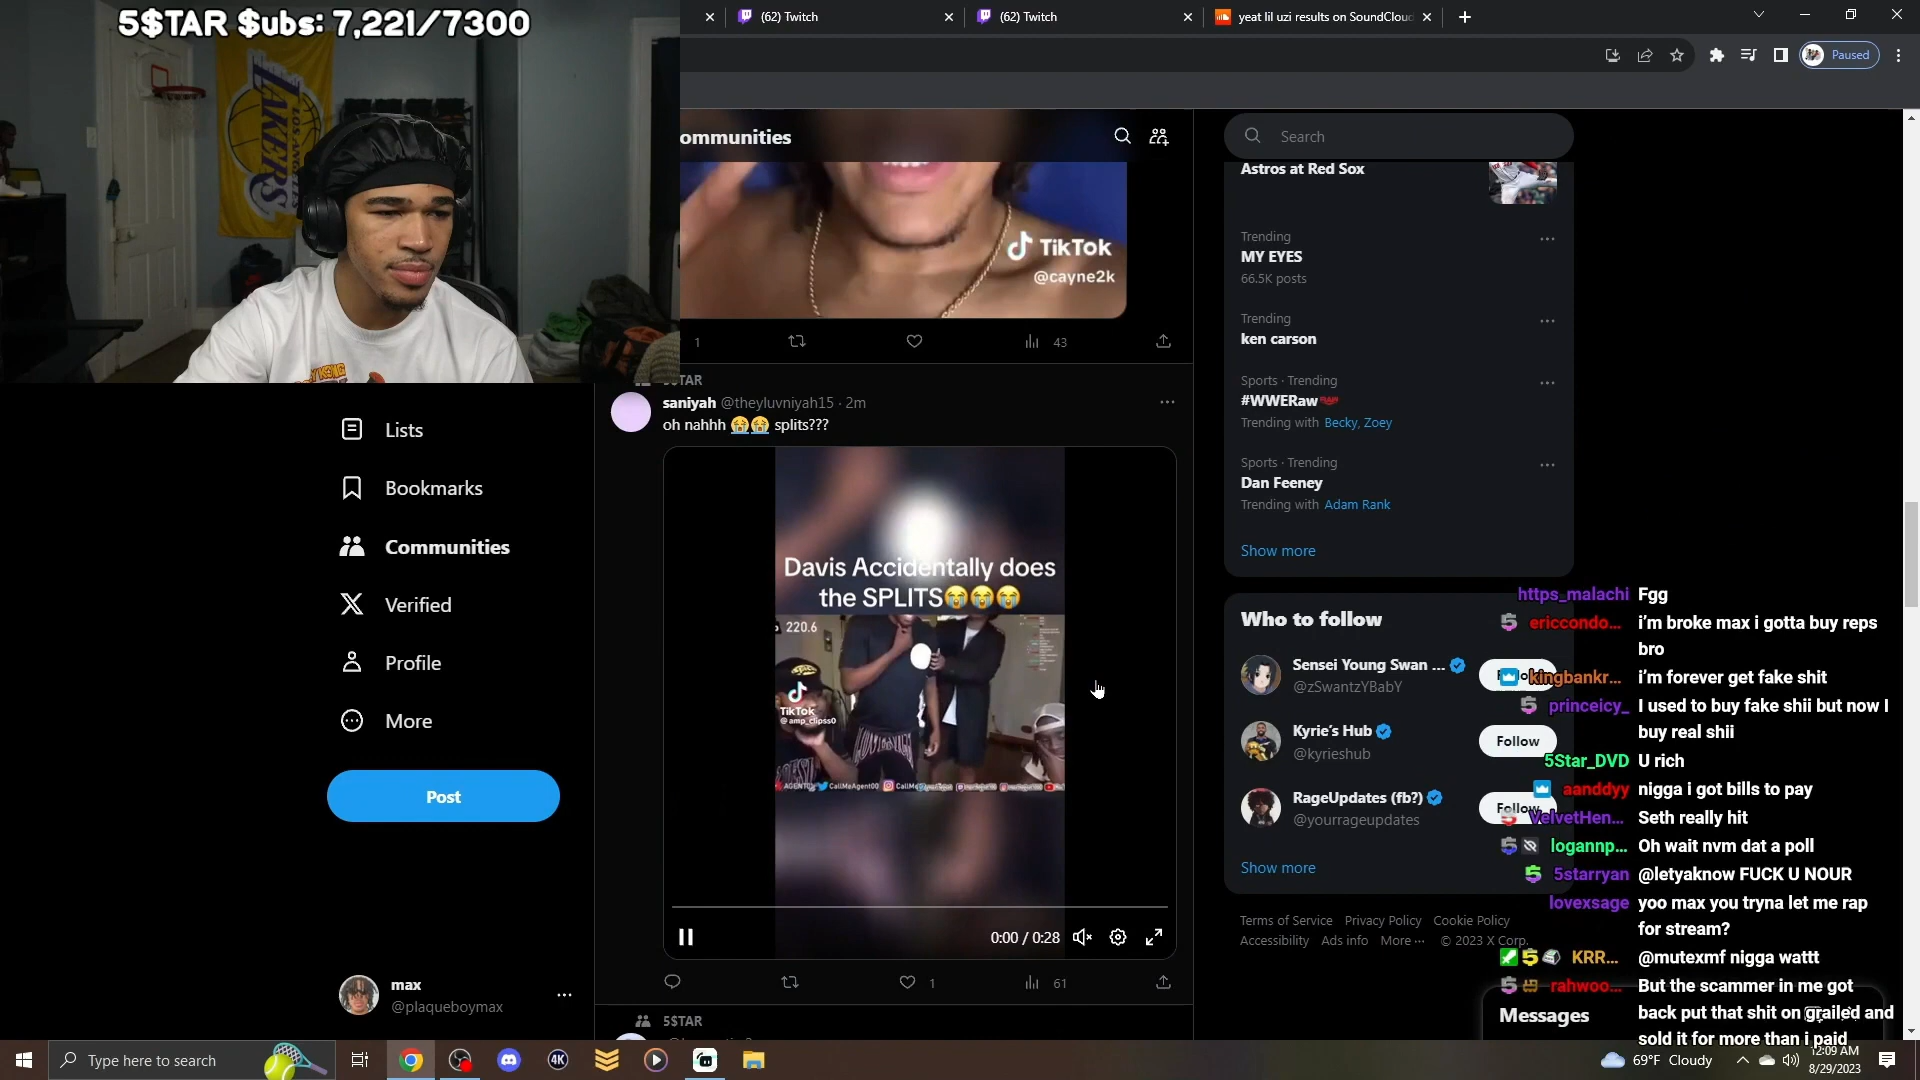 5$TAR $ubs: 7,221/7300
(62) Twitch
(62) Twitch
yeat lil uzi results on SoundCloud
Paused
LAKERS
LOS ANGELES
ommunities
Search
TikTok
@cayne2k
1
43
Astros at Red Sox
Trending
MY EYES
66.5K posts
Trending
ken carson
Sports · Trending
#WWERaw
Trending with Becky, Zoey
Sports · Trending
Dan Feeney
Trending with Adam Rank
Show more
Who to follow
Sensei Young Swan ...
@zSwantzYBabY
Kyrie's Hub
@kyrieshub
Follow
RageUpdates (fb?)
@yourrageupdates
Follow
Show more
Terms of Service Privacy Policy Cookie Policy
Accessibility Ads info More ··· © 2023 X Corp.
Messages
Lists
Bookmarks
Communities
Verified
Profile
More
Post
max
@plaqueboymax
5$TAR
saniyah @theyluvniyah15 · 2m
oh nahhh 😭😭 splits???
Davis Accidentally does
the SPLITS😭😭😭
220.6
TikTok
@amp_clipss0
CallMeAgent00
0:00 / 0:28
1
61
5$TAR
https_malachi Fgg
ericcondo... i'm broke max i gotta buy reps
bro
kingbankr... i'm forever get fake shit
princeicy_ I used to buy fake shii but now I
buy real shii
5Star_DVD U rich
aanddyy nigga i got bills to pay
VelvetHen... Seth really hit
logannp... Oh wait nvm dat a poll
5starryan @letyaknow FUCK U NOUR
lovexsage yoo max you tryna let me rap
for stream?
KRR... @mutexmf nigga wattt
rahwoo... But the scammer in me got
back put that shit on grailed and
sold it for more than i paid
Type here to search
4K
69°F Cloudy
12:09 AM
8/29/2023